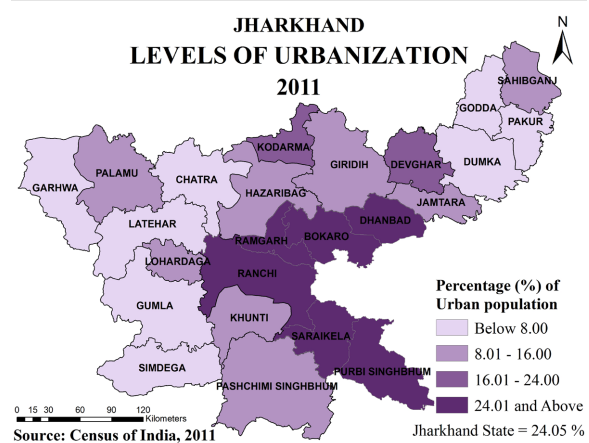 JHARKHAND
LEVELS OF URBANIZATION
2011
N
SAHIBGANJ
GODDA
PAKUR
KODARMA
DUMKA
GIRIDIH
DEVGHAR
PALAMU
CHATRA
GARHWA
HAZARIBAG
JAMTARA
DHANBAD
LATEHAR
BOKARO
RAMGARH
LOHARDAGA
RANCHI
GUMLA
KHUNTI
SARAIKELA
SIMDEGA
PURBI SINGHBHUM
PASHCHIMI SINGHBHUM
Percentage (%) of
Urban population
Below 8.00
8.01 - 16.00
16.01 - 24.00
24.01 and Above
Jharkhand State = 24.05 %
0 15 30 60 90 120
Kilometers
Source: Census of India, 2011